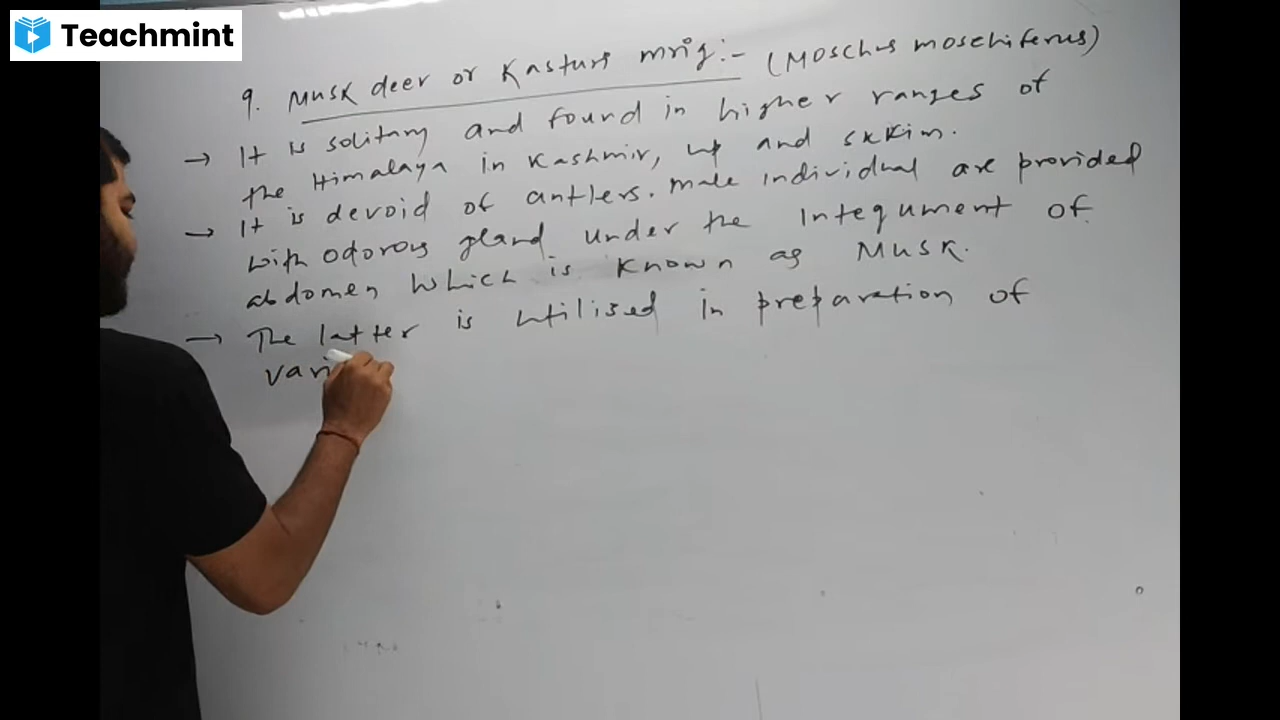 Teachmint
9. Musk deer or Kasturi mrig:- (Moschus moschiferus)
→ It is solitary and found in higher ranges of
the Himalaya in Kashmir, up and skkim.
→ It is devoid of antlers. Male individual are provided
with odorous gland under the Integument of
abdomen which is known as Musk.
→ The latter is utilised in preparation of
vari